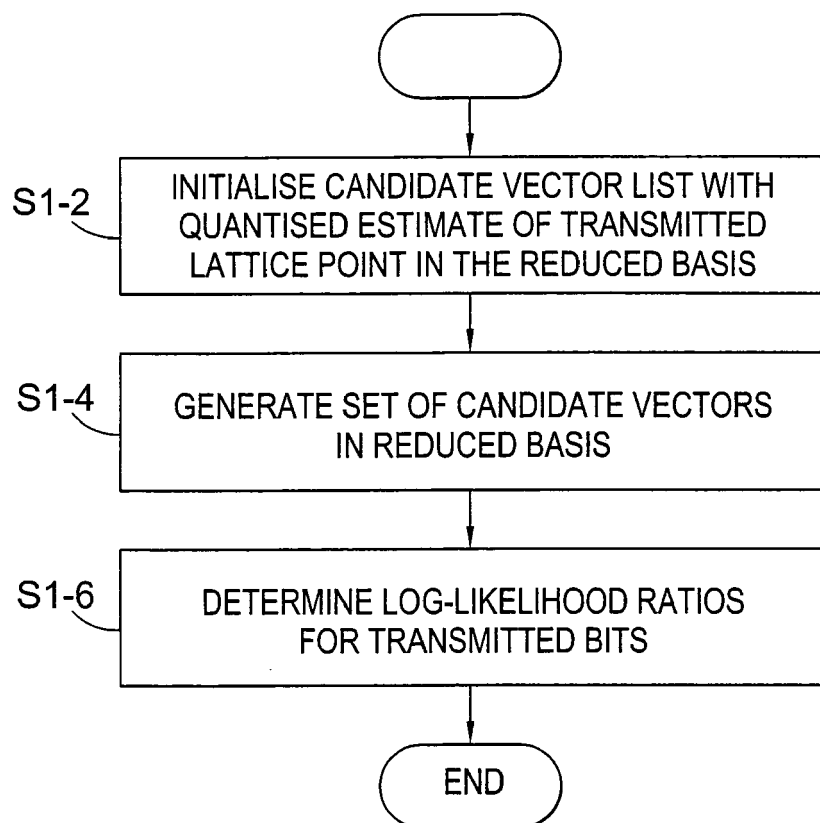 S1-2
INITIALISE CANDIDATE VECTOR LIST WITH
QUANTISED ESTIMATE OF TRANSMITTED
LATTICE POINT IN THE REDUCED BASIS
S1-4
GENERATE SET OF CANDIDATE VECTORS
IN REDUCED BASIS
S1-6
DETERMINE LOG-LIKELIHOOD RATIOS
FOR TRANSMITTED BITS
END